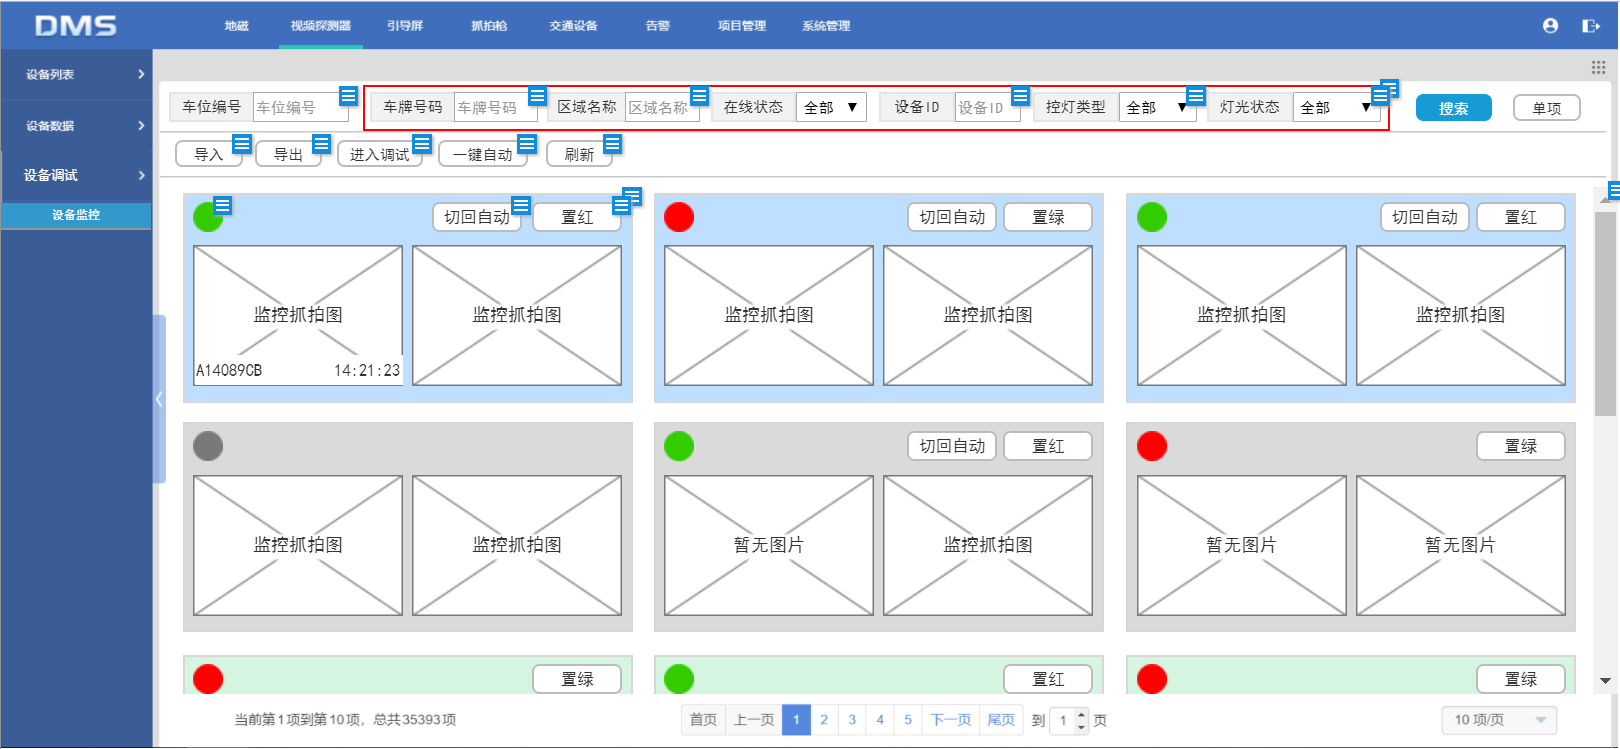 DMS
地磁 视频探测器 引导屏 抓拍枪 交通设备 告警 项目管理 系统管理
设备列表
设备数据
设备调试
设备监控
车位编号 车位编号 车牌号码 车牌号码 区域名称 区域名称 在线状态 全部 ▼ 设备ID 设备ID 控灯类型 全部 ▼ 灯光状态 全部 ▼ 搜索 单项
导入 导出 进入调试 一键自动 刷新
切回自动 置红 切回自动 置绿 切回自动 置红
监控抓拍图 监控抓拍图 监控抓拍图 监控抓拍图 监控抓拍图 监控抓拍图
A14089CB 14:21:23
切回自动 置红 置绿
监控抓拍图 监控抓拍图 暂无图片 监控抓拍图 暂无图片 暂无图片
置绿 置红 置绿
当前第1项到第10项，总共35393项 首页 上一页 1 2 3 4 5 下一页 尾页 到 1 页 10 项/页